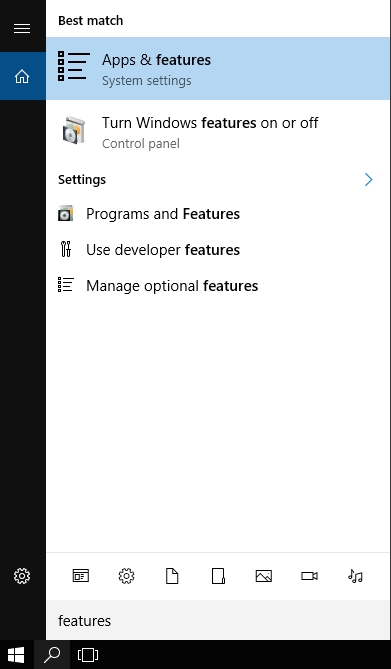 Best match
Apps & features
System settings
Turn Windows features on or off
Control panel
Settings
Programs and Features
Use developer features
Manage optional features
features